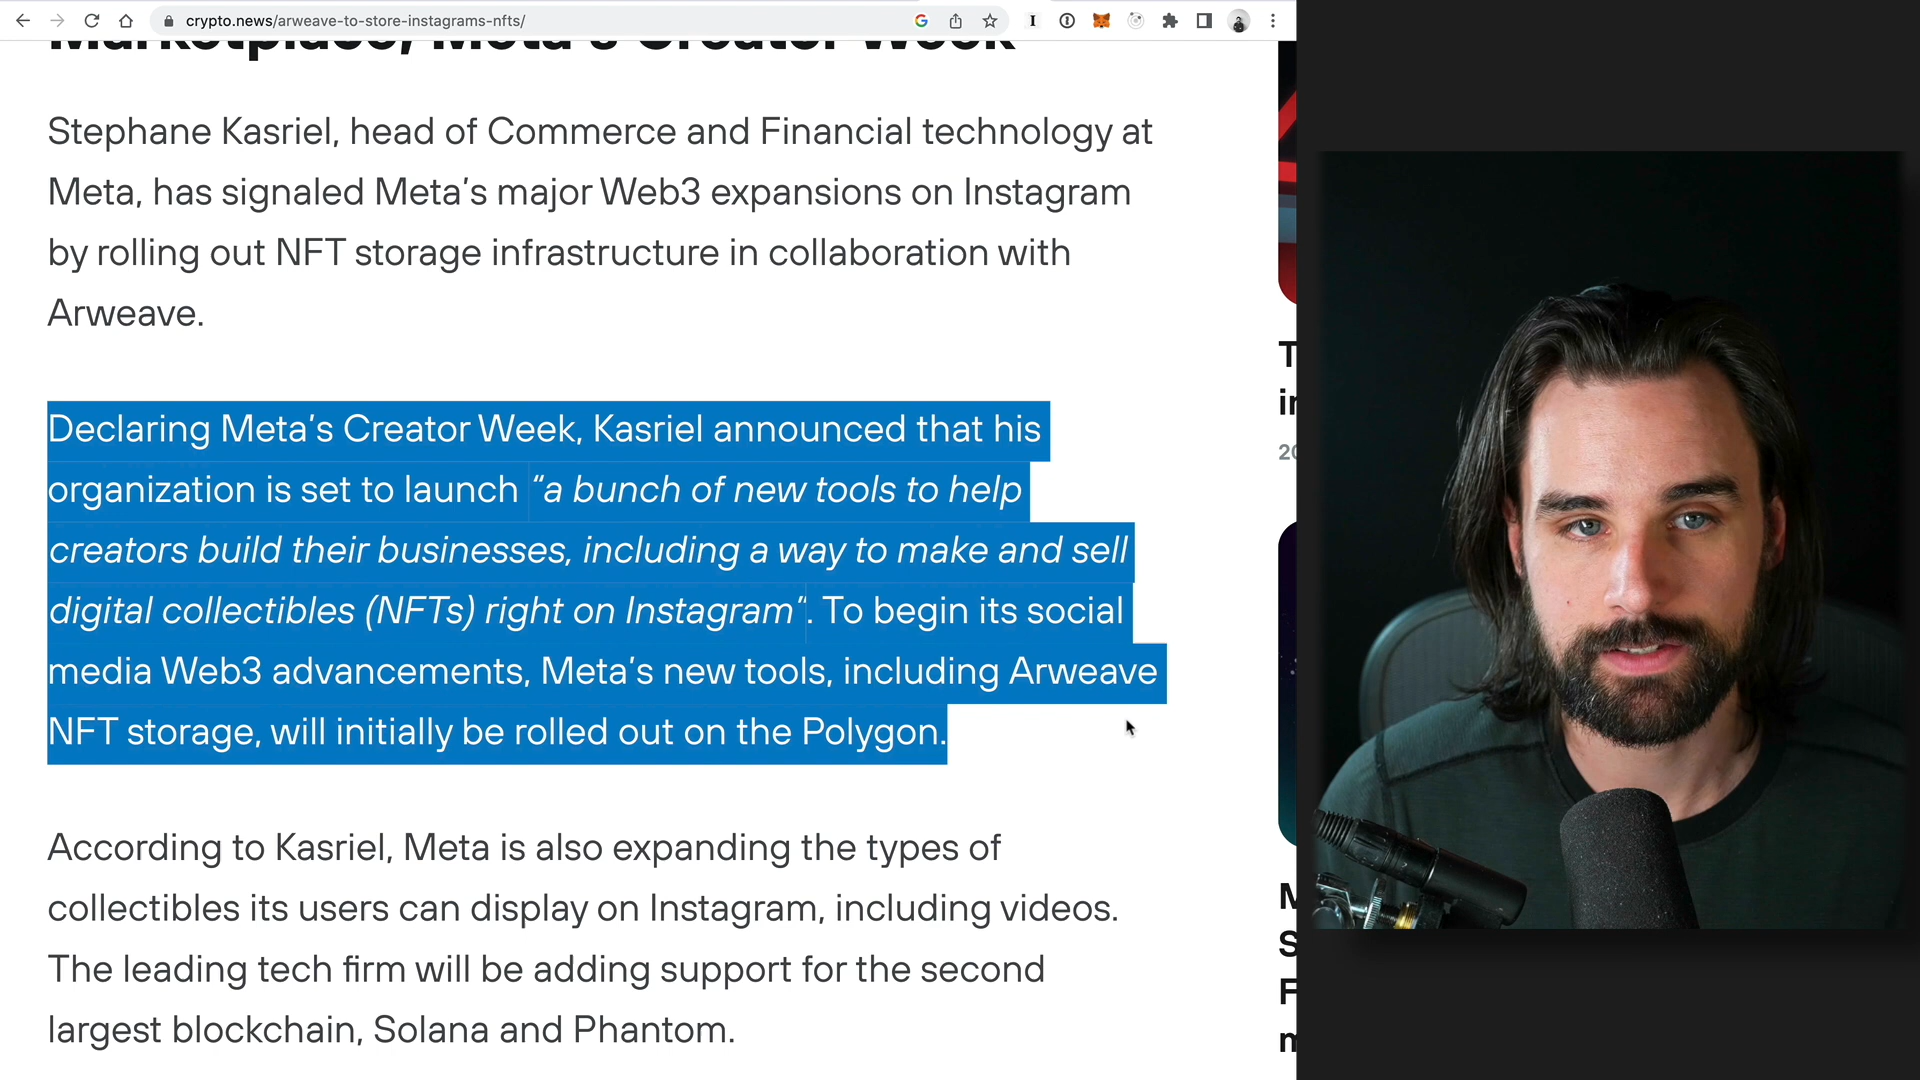 crypto.news/arweave-to-store-instagrams-nfts/
Marketplace, Meta's Creator Week
Stephane Kasriel, head of Commerce and Financial technology at
Meta, has signaled Meta's major Web3 expansions on Instagram
by rolling out NFT storage infrastructure in collaboration with
Arweave.
Declaring Meta's Creator Week, Kasriel announced that his
organization is set to launch “a bunch of new tools to help
creators build their businesses, including a way to make and sell
digital collectibles (NFTs) right on Instagram”. To begin its social
media Web3 advancements, Meta's new tools, including Arweave
NFT storage, will initially be rolled out on the Polygon.
According to Kasriel, Meta is also expanding the types of
collectibles its users can display on Instagram, including videos.
The leading tech firm will be adding support for the second
largest blockchain, Solana and Phantom.